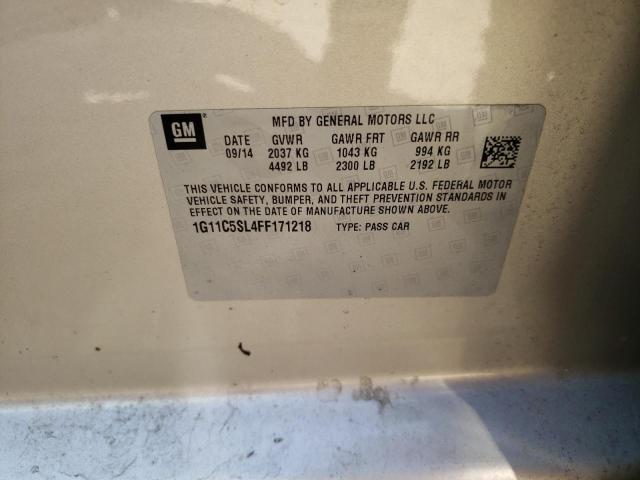 GM
MFD BY GENERAL MOTORS LLC
DATE GVWR GAWR FRT GAWR RR
09/14 2037 KG 1043 KG 994 KG
4492 LB 2300 LB 2192 LB
THIS VEHICLE CONFORMS TO ALL APPLICABLE U.S. FEDERAL MOTOR
VEHICLE SAFETY, BUMPER, AND THEFT PREVENTION STANDARDS IN
EFFECT ON THE DATE OF MANUFACTURE SHOWN ABOVE.
1G11C5SL4FF171218 TYPE: PASS CAR